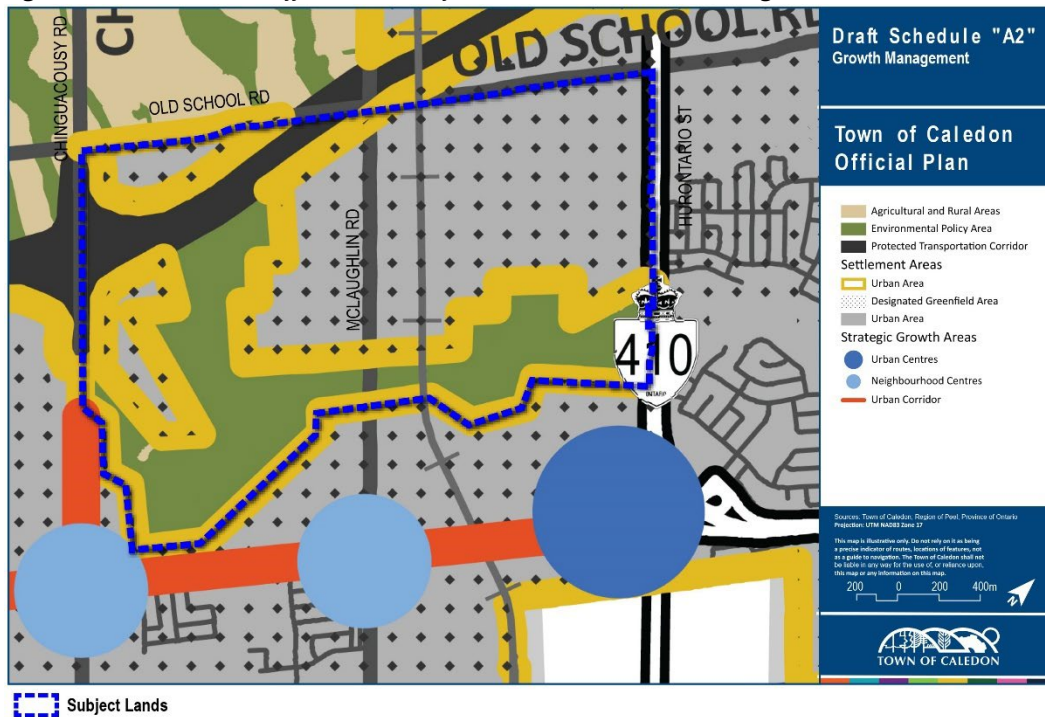 OLD SCHOOL RD
CHINGUACOUSY RD
CH
OLD SCHOOL RD
MCLAUGHLIN RD
HURONTARIO ST
410
ONTARIO
Draft Schedule "A2"
Growth Management
Town of Caledon
Official Plan
Agricultural and Rural Areas
Environmental Policy Area
Protected Transportation Corridor
Settlement Areas
Urban Area
Designated Greenfield Area
Urban Area
Strategic Growth Areas
Urban Centres
Neighbourhood Centres
Urban Corridor
Sources: Town of Caledon, Region of Peel, Province of Ontario
Projection: UTM NAD83 Zone 17
This map is illustrative only. Do not rely on it as being
a precise indicator of routes, locations of features, not
as a guide to navigation. The Town of Caledon shall not
be liable in any way for the use of, or reliance upon,
this map or any information on this map.
200 0 200 400m
N
TOWN OF CALEDON
Subject Lands